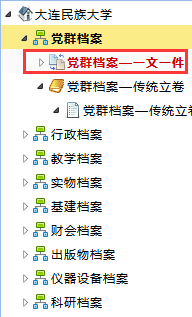 大连民族大学
党群档案
党群档案—一文一件
党群档案—传统立卷
党群档案—传统立卷
行政档案
教学档案
实物档案
基建档案
财会档案
出版物档案
仪器设备档案
科研档案